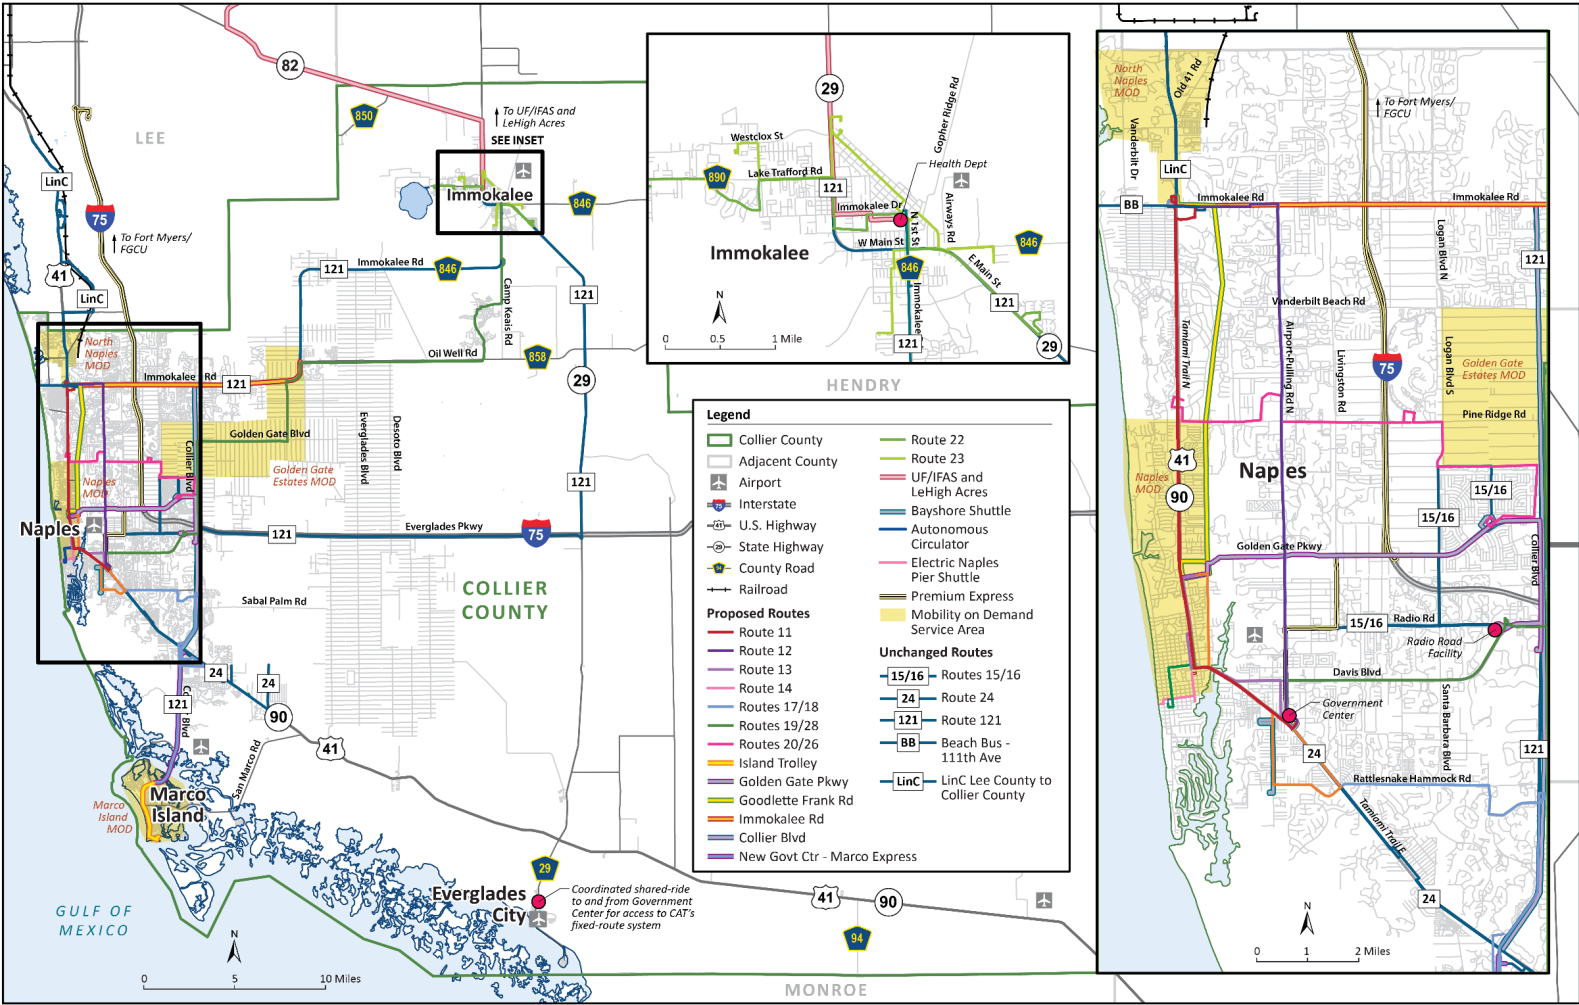 82
LEE
850
To UF/IFAS and
LeHigh Acres
SEE INSET
Immokalee
846
LinC
75
To Fort Myers/
FGCU
41
LinC
121
Immokalee Rd
846
121
Camp Keais Rd
Oil Well Rd
858
29
North
Naples
MOD
Immokalee Rd
121
Golden Gate Blvd
Everglades Blvd
Desoto Blvd
Collier Blvd
Golden Gate
Estates MOD
Naples
MOD
121
Naples
121
Everglades Pkwy
75
COLLIER
COUNTY
Sabal Palm Rd
24
24
121
90
41
San Marco Rd
Marco
Island
Marco
Island
MOD
GULF OF
MEXICO
N
0
5
10 Miles
Everglades
City
29
Coordinated shared-ride
to and from Government
Center for access to CAT's
fixed-route system
41
90
94
MONROE
HENDRY
29
Gopher Ridge Rd
Westclox St
890
Lake Trafford Rd
Health Dept
121
Immokalee Dr
N 1st St
Airways Rd
W Main St
846
846
Immokalee
E Main St
121
121
29
Immokalee
N
0
0.5
1 Mile
Legend
Collier County
Adjacent County
Airport
75
Interstate
41
U.S. Highway
29
State Highway
94
County Road
Railroad
Proposed Routes
Route 11
Route 12
Route 13
Route 14
Routes 17/18
Routes 19/28
Routes 20/26
Island Trolley
Golden Gate Pkwy
Goodlette Frank Rd
Immokalee Rd
Collier Blvd
New Govt Ctr - Marco Express
Route 22
Route 23
UF/IFAS and
LeHigh Acres
Bayshore Shuttle
Autonomous
Circulator
Electric Naples
Pier Shuttle
Premium Express
Mobility on Demand
Service Area
Unchanged Routes
15/16
Routes 15/16
24
Route 24
121
Route 121
BB
Beach Bus -
111th Ave
LinC
LinC Lee County to
Collier County
North
Naples
MOD
Old 41 Rd
Vanderbilt Dr
LinC
To Fort Myers/
FGCU
BB
Immokalee Rd
Immokalee Rd
Logan Blvd N
121
Vanderbilt Beach Rd
Tamiami Trail N
Airport-Pulling Rd N
Livingston Rd
75
Logan Blvd S
Golden Gate
Estates MOD
Pine Ridge Rd
41
Naples
MOD
90
Naples
15/16
15/16
Golden Gate Pkwy
Collier Blvd
15/16
Radio Rd
Radio Road
Facility
Davis Blvd
Government
Center
Santa Barbara Blvd
24
121
Rattlesnake Hammock Rd
Tamiami Trail E
24
N
0
1
2 Miles